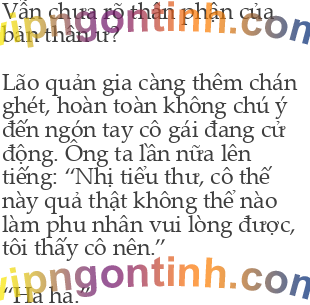 Vẫn chưa rõ thân phận của
bản thân ư?
vipngontinh.com
Lão quản gia càng thêm chán
ghét, hoàn toàn không chú ý
đến ngón tay cô gái đang cử
động. Ông ta lần nữa lên
tiếng: “Nhị tiểu thư, cô thế
này quả thật không thể nào
làm phu nhân vui lòng được,
tôi thấy cô nên.”
vipngontinh.com
“Ha ha.”